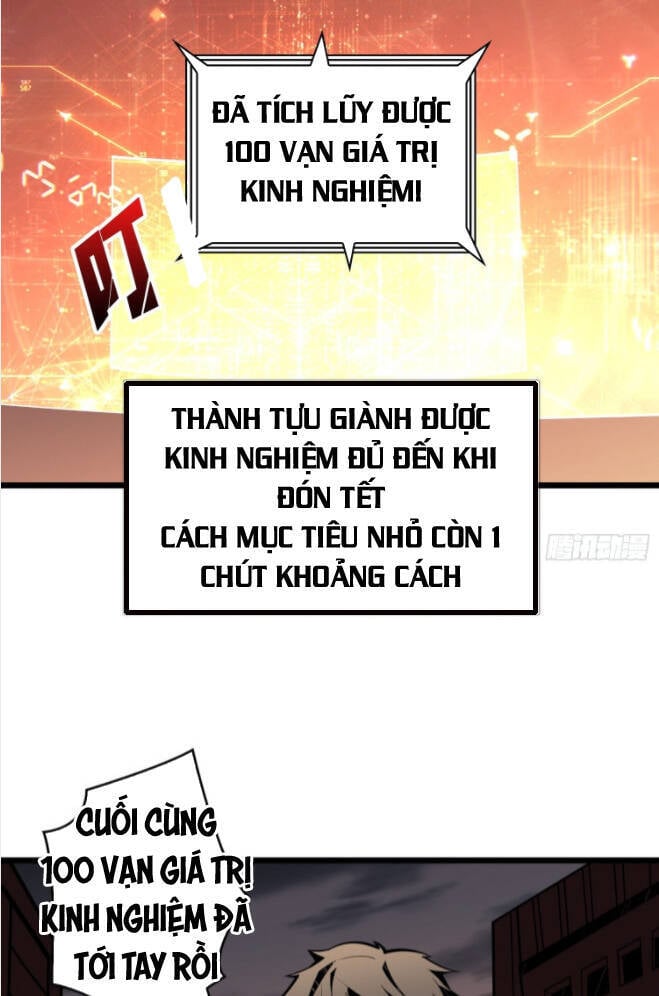 587
587
ĐÃ TÍCH LŨY ĐƯỢC
100 VẠN GIÁ TRỊ
KINH NGHIỆM!
叮
THÀNH TỰU GIÀNH ĐƯỢC
KINH NGHIỆM ĐỦ ĐẾN KHI
ĐÓN TẾT
CÁCH MỤC TIÊU NHỎ CÒN 1
CHÚT KHOẢNG CÁCH
腾讯动漫
CUỐI CÙNG
100 VẠN GIÁ TRỊ
KINH NGHIỆM ĐÃ
TỚI TAY RỒI